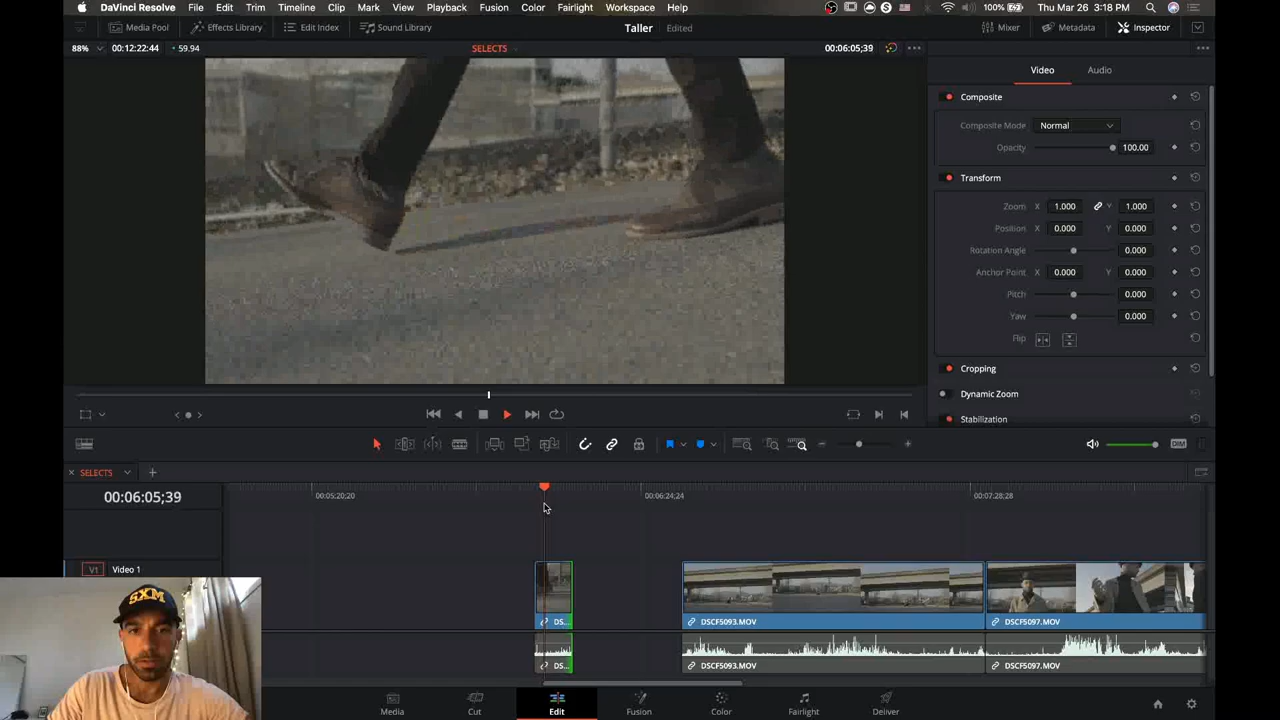 DaVinci Resolve File Edit Trim Timeline Clip Mark View Playback Fusion Color Fairlight Workspace Help 100% Thu Mar 26 3:18 PM
Media Pool Effects Library Edit Index Sound Library Taller Edited Mixer Metadata Inspector
88% 00:12:22:44 59.94 SELECTS 00:06:05;39
Video Audio
Composite
Composite Mode Normal
Opacity 100.00
Transform
Zoom X 1.000 Y 1.000
Position X 0.000 Y 0.000
Rotation Angle 0.000
Anchor Point X 0.000 Y 0.000
Pitch 0.000
Yaw 0.000
Flip
Cropping
Dynamic Zoom
Stabilization
DIM
SELECTS
00:06:05;39 00:05:20;20 00:06:24;24 00:07:28;28
V1 Video 1
DS... DSCF5093.MOV DSCF5097.MOV
DS... DSCF5093.MOV DSCF5097.MOV
SXM
Media Cut Edit Fusion Color Fairlight Deliver